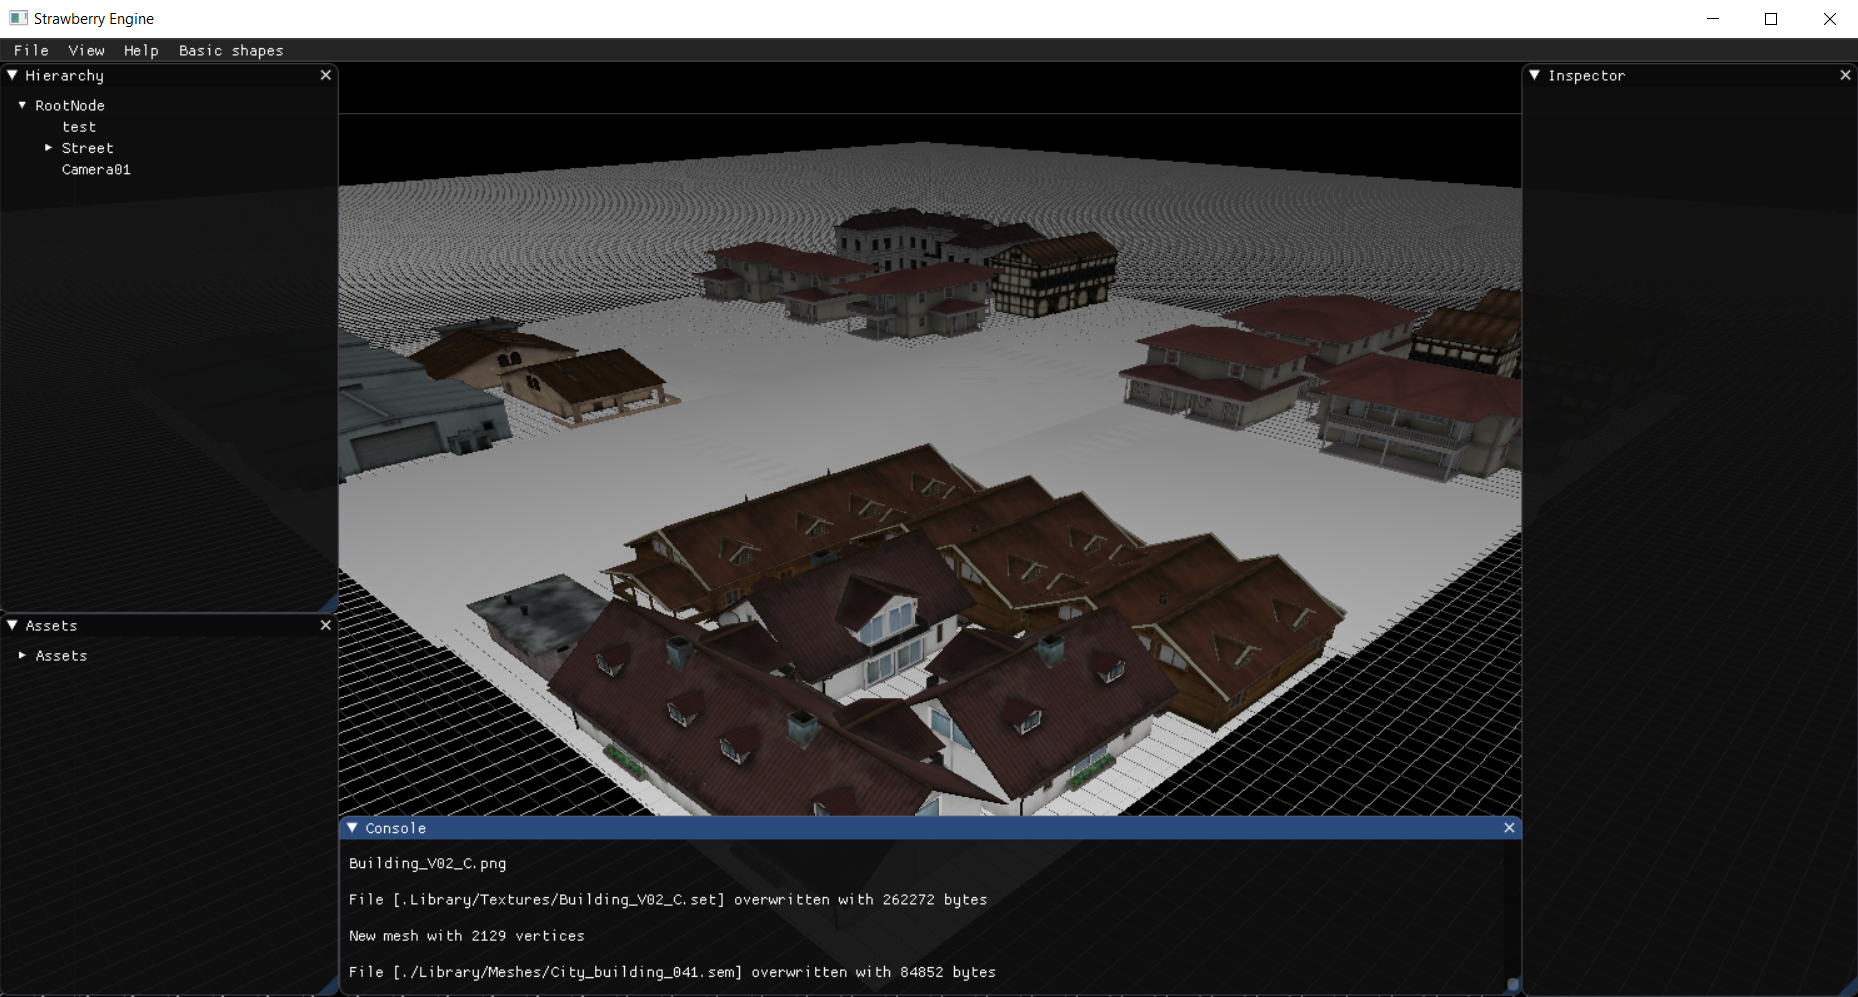 Strawberry Engine
File View Help Basic shapes
Hierarchy
RootNode
test
Street
Camera01
Assets
Assets
Inspector
Console
Building_V02_C.png
File [.Library/Textures/Building_V02_C.set] overwritten with 262272 bytes
New mesh with 2129 vertices
File [./Library/Meshes/City_building_041.sem] overwritten with 84852 bytes